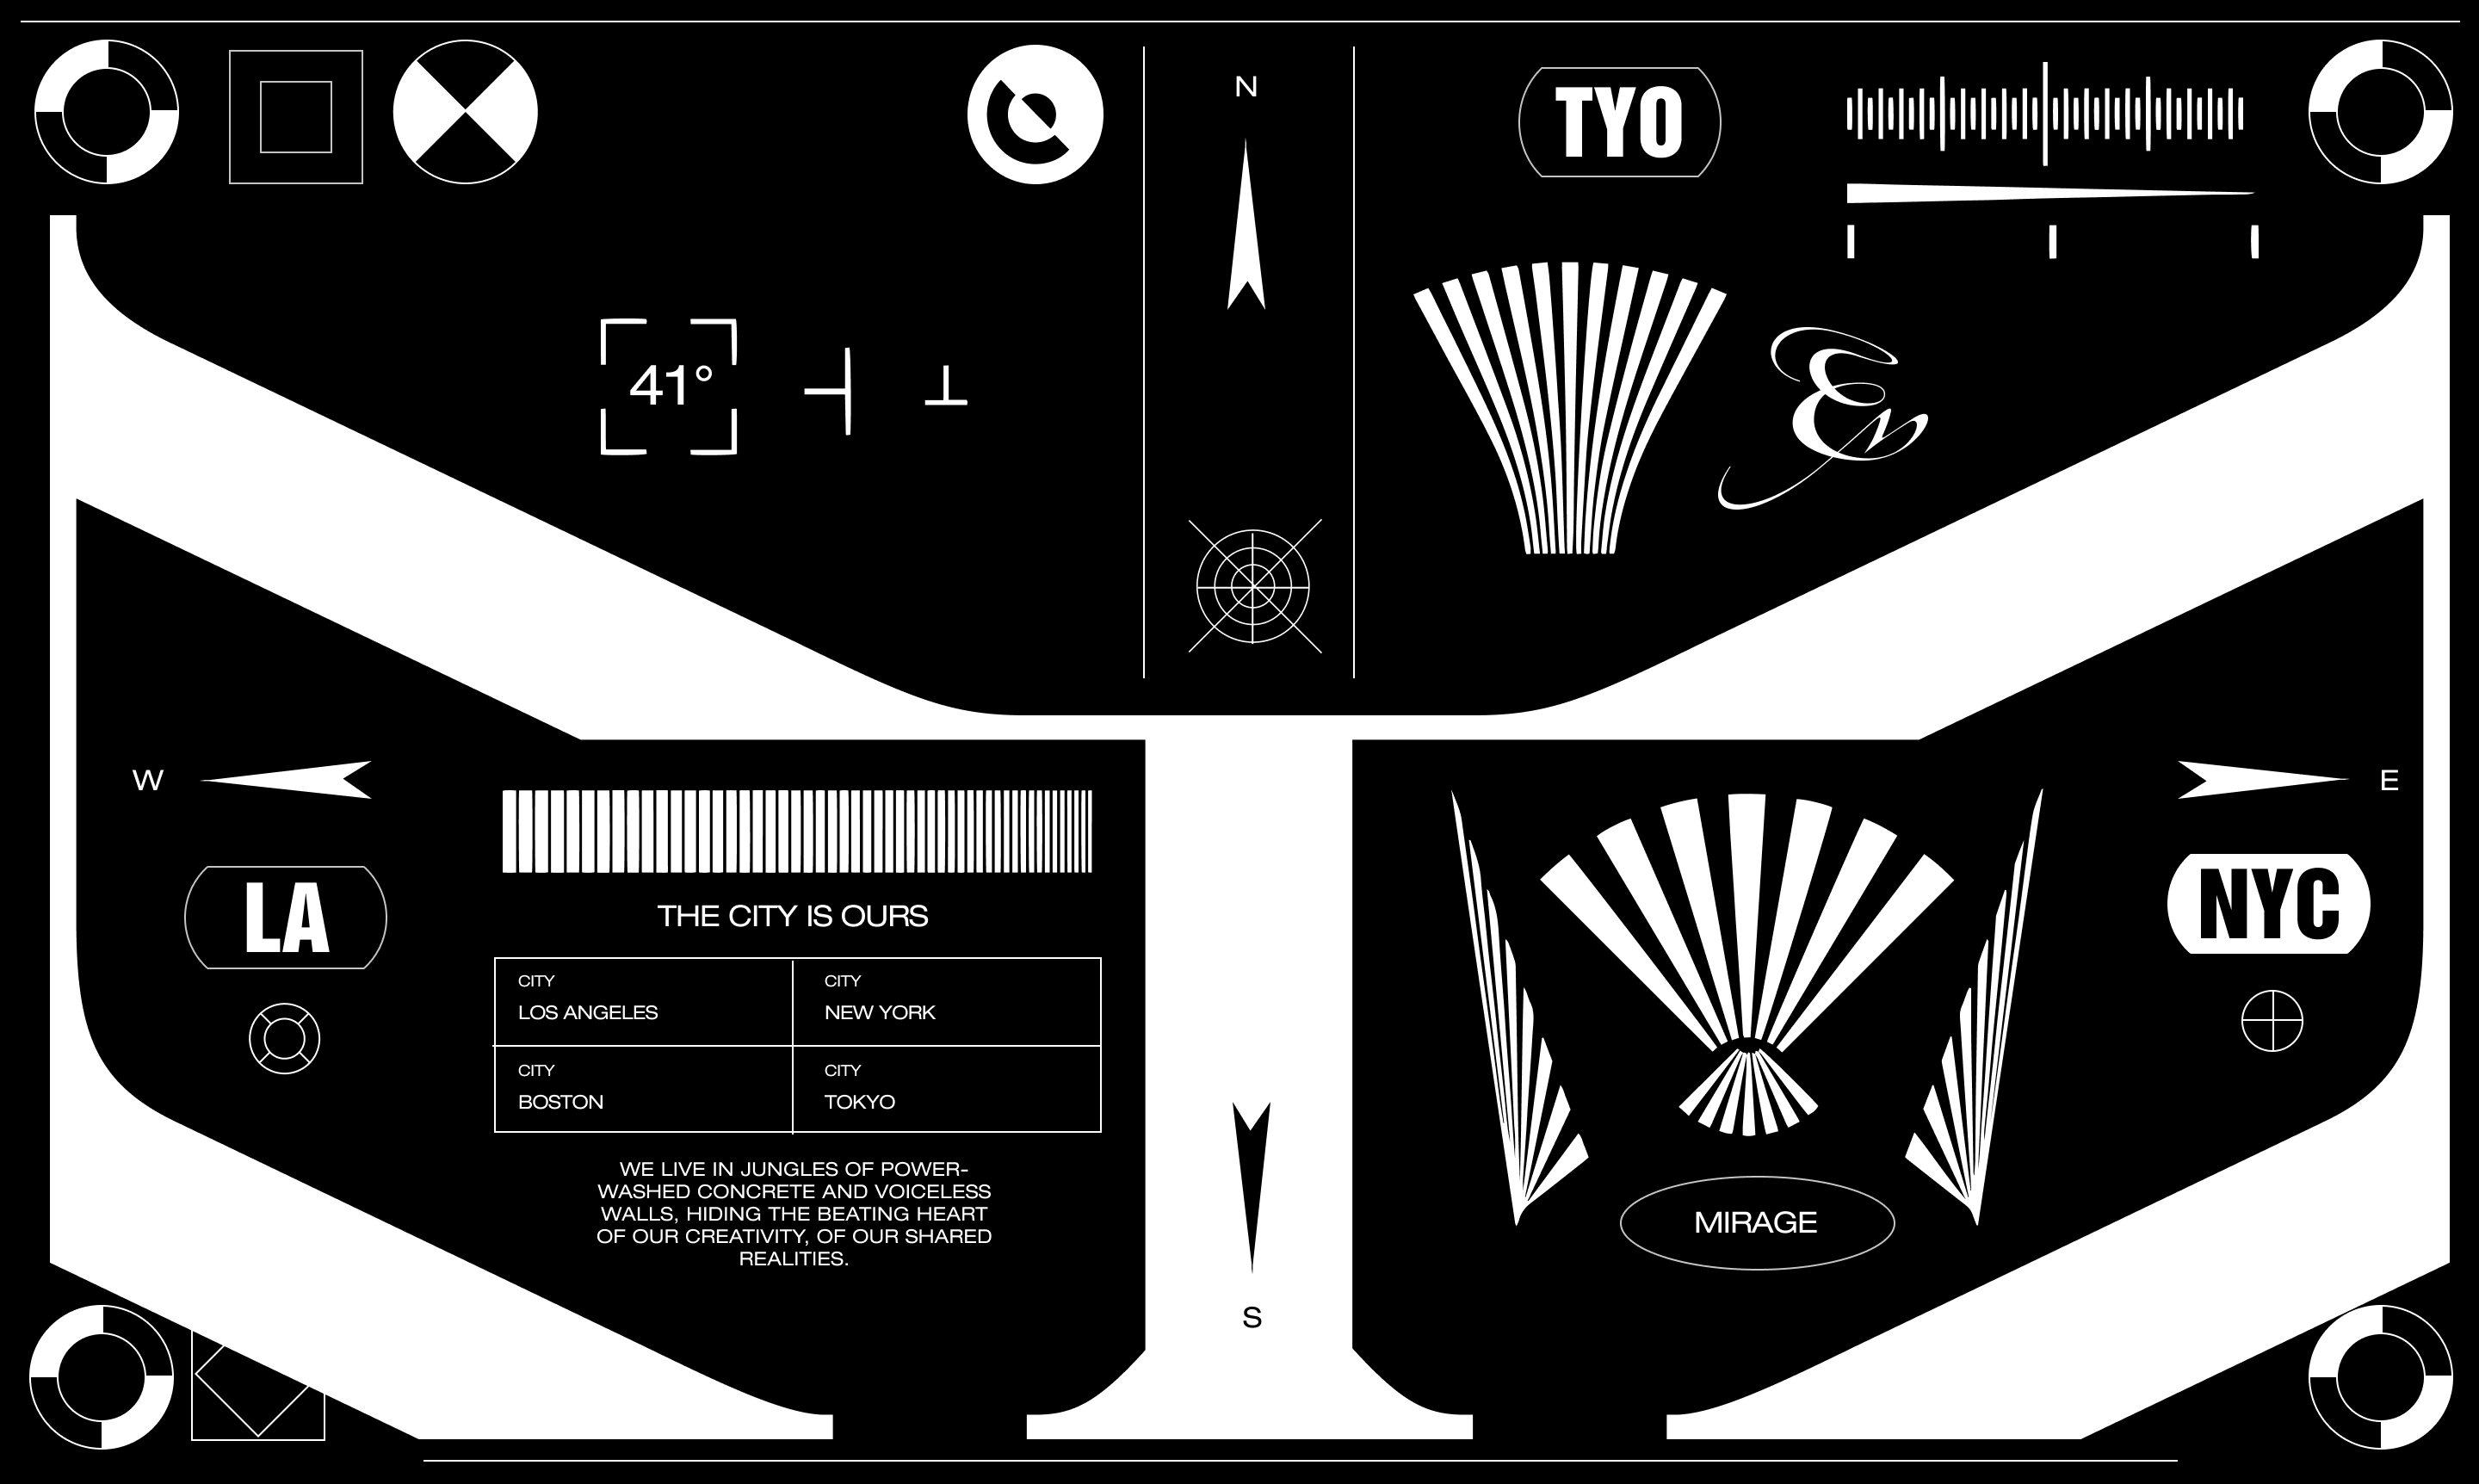 N
TYO
41°
E
W
E
LA
NYC
THE CITY IS OURS
CITY
LOS ANGELES
CITY
NEW YORK
CITY
BOSTON
CITY
TOKYO
WE LIVE IN JUNGLES OF POWER-
WASHED CONCRETE AND VOICELESS
WALLS, HIDING THE BEATING HEART
OF OUR CREATIVITY, OF OUR SHARED
REALITIES.
MIRAGE
S